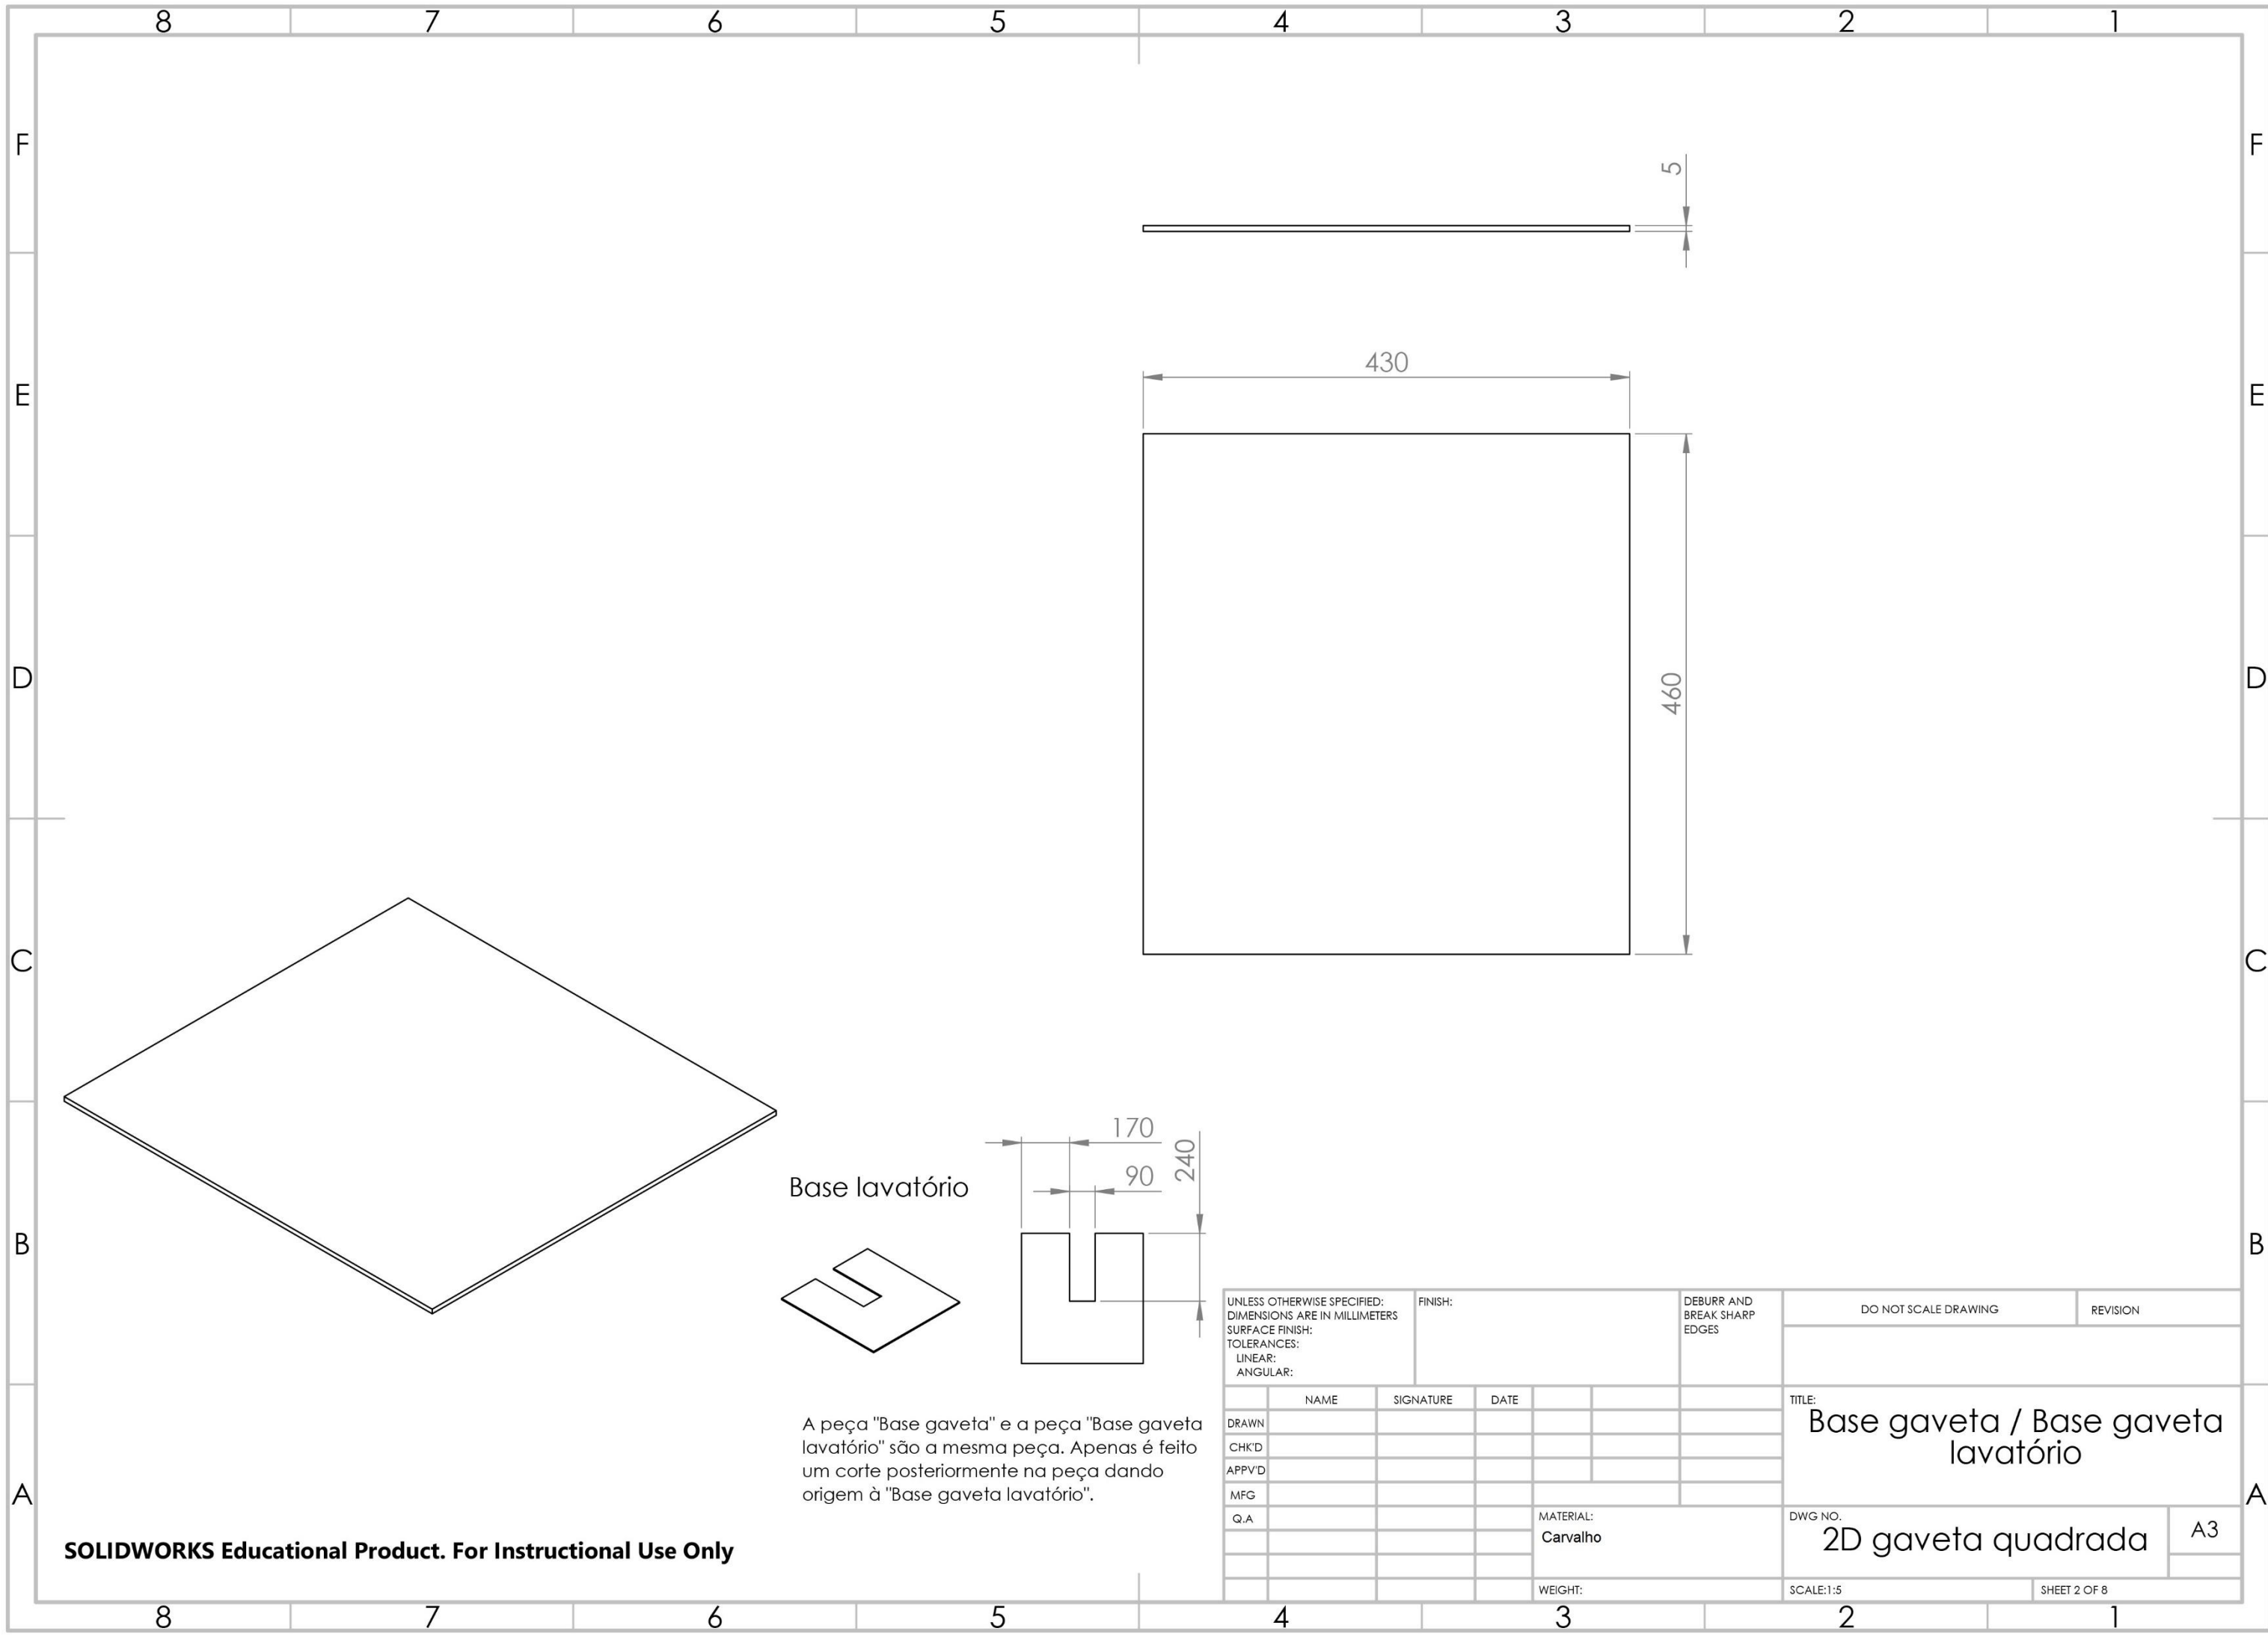 8 7 6 5 4 3 2 1
F F
5
430
E E
460
D D
C C
170
240
90
Base lavatório
B B
A peça "Base gaveta" e a peça "Base gaveta
lavatório" são a mesma peça. Apenas é feito
um corte posteriormente na peça dando
origem à "Base gaveta lavatório".
UNLESS OTHERWISE SPECIFIED:
DIMENSIONS ARE IN MILLIMETERS
SURFACE FINISH:
TOLERANCES:
LINEAR:
ANGULAR:
FINISH:
DEBURR AND
BREAK SHARP
EDGES
DO NOT SCALE DRAWING
REVISION
NAME SIGNATURE DATE
DRAWN
CHK'D
APPV'D
MFG
Q.A
TITLE:
Base gaveta / Base gaveta
lavatório
A A
MATERIAL:
Carvalho
DWG NO.
2D gaveta quadrada
A3
WEIGHT:
SCALE:1:5
SHEET 2 OF 8
SOLIDWORKS Educational Product. For Instructional Use Only
8 7 6 5 4 3 2 1